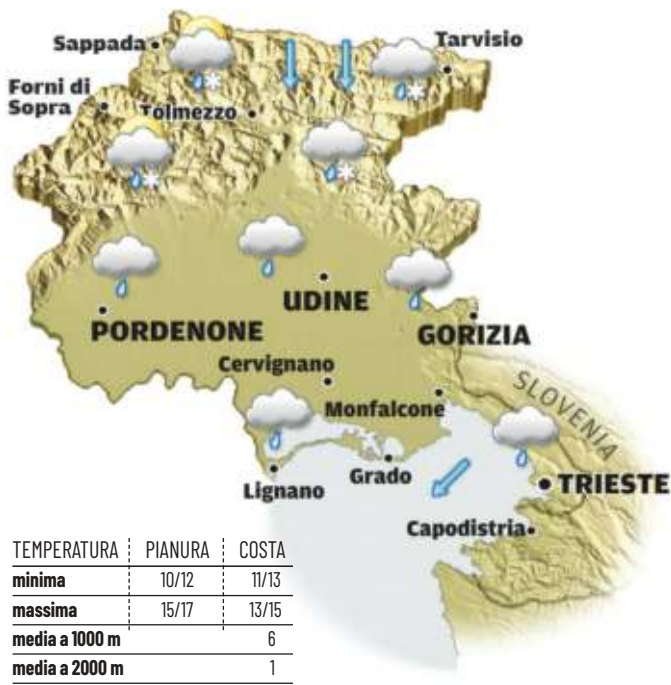 Sappada
Tarvisio
Forni di
Sopra
Tolmezzo
UDINE
PORDENONE
GORIZIA
Cervignano
SLOVENIA
Monfalcone
Grado
Lignano
TRIESTE
Capodistria
TEMPERATURA PIANURA COSTA
minima 10/12 11/13
massima 15/17 13/15
media a 1000 m 6
media a 2000 m 1